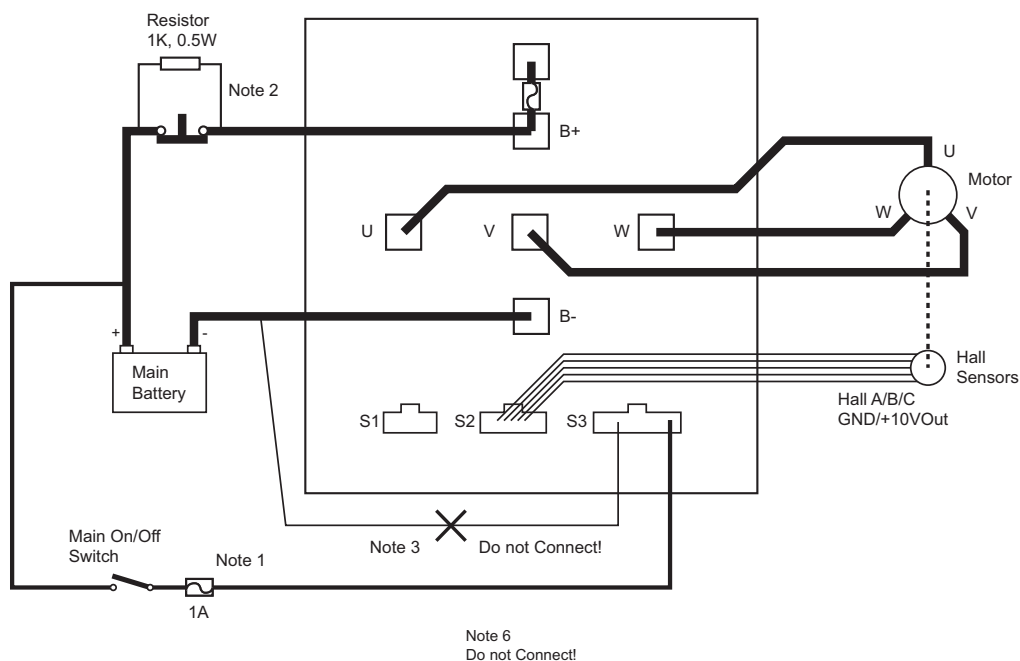 Resistor
1K, 0.5W
Note 2
B+
U
Motor
W
V
U
V
W
B-
+
-
Main
Battery
Hall
Sensors
Hall A/B/C
GND/+10VOut
S1
S2
S3
Main On/Off
Switch
Note 1
Note 3
Do not Connect!
1A
Note 6
Do not Connect!